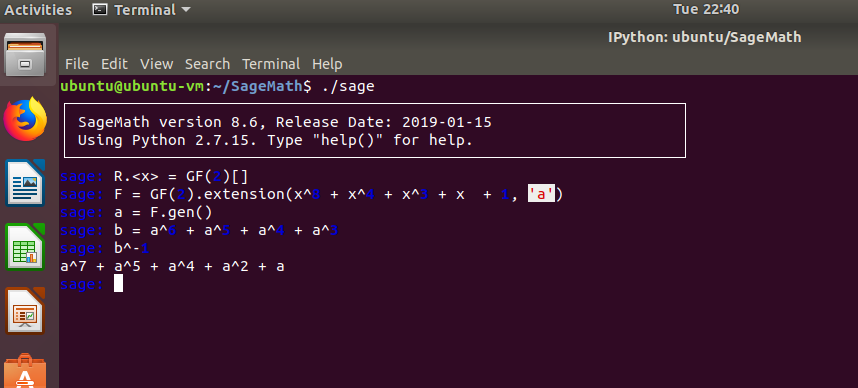 Activities Terminal Tue 22:40
IPython: ubuntu/SageMath
File Edit View Search Terminal Help
ubuntu@ubuntu-vm:~/SageMath$ ./sage
SageMath version 8.6, Release Date: 2019-01-15
Using Python 2.7.15. Type "help()" for help.
sage: R.<x> = GF(2)[]
sage: F = GF(2).extension(x^8 + x^4 + x^3 + x  + 1, 'a')
sage: a = F.gen()
sage: b = a^6 + a^5 + a^4 + a^3
sage: b^-1
a^7 + a^5 + a^4 + a^2 + a
sage: